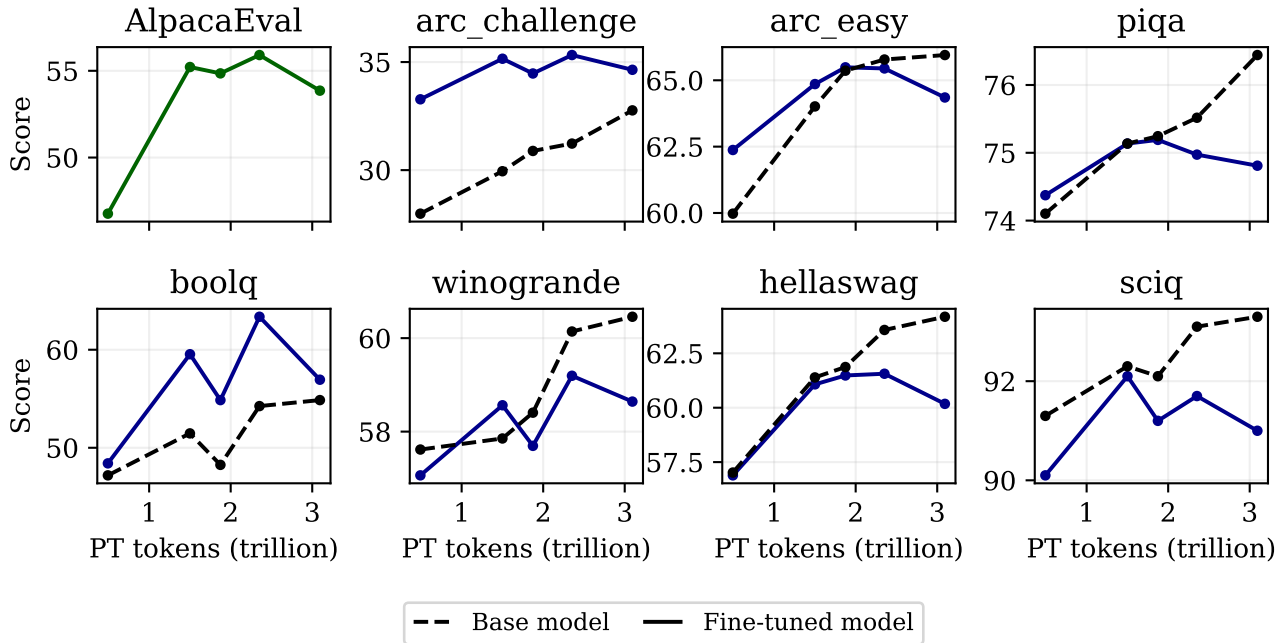 AlpacaEval
arc_challenge
arc_easy
piqa
Score
55
50
35
30
65.0
62.5
60.0
76
75
74
boolq
winogrande
hellaswag
sciq
Score
60
50
60
58
62.5
60.0
57.5
92
90
1 2 3
1 2 3
1 2 3
1 2 3
PT tokens (trillion)
PT tokens (trillion)
PT tokens (trillion)
PT tokens (trillion)
Base model
Fine-tuned model